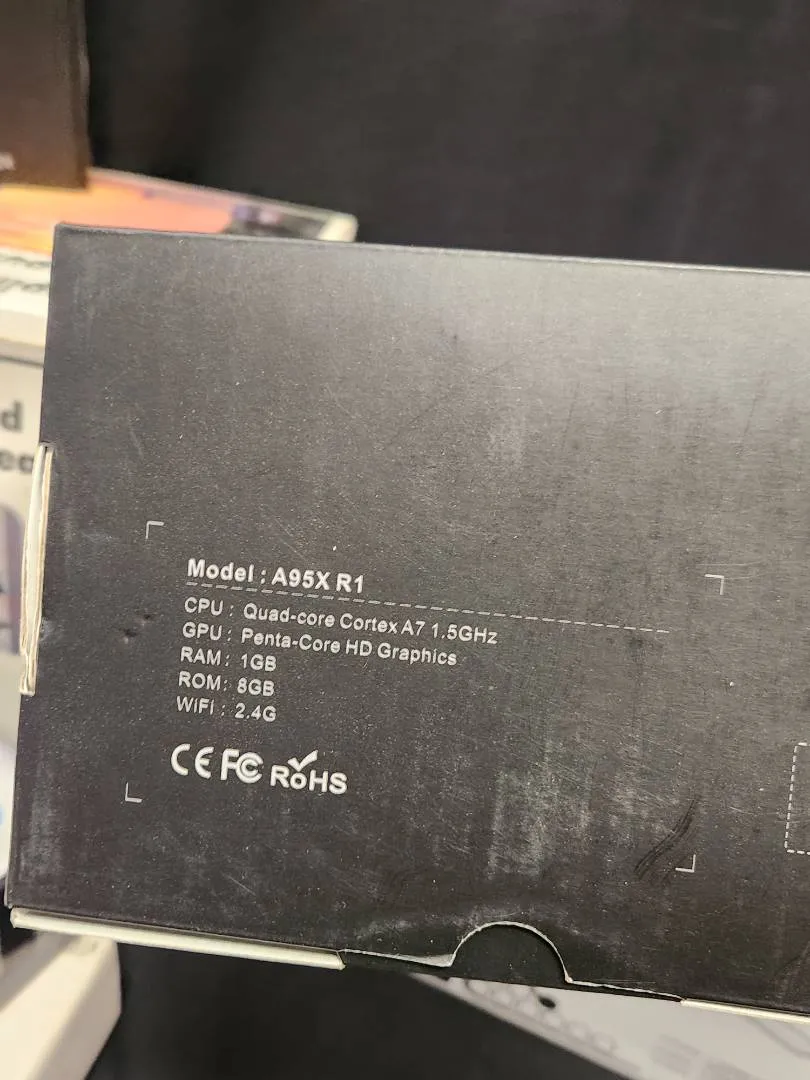 d
Model : A95X R1
CPU : Quad-core Cortex A7 1.5GHz
GPU : Penta-Core HD Graphics
RAM : 1GB
ROM : 8GB
WiFi : 2.4G
CE FC RoHS